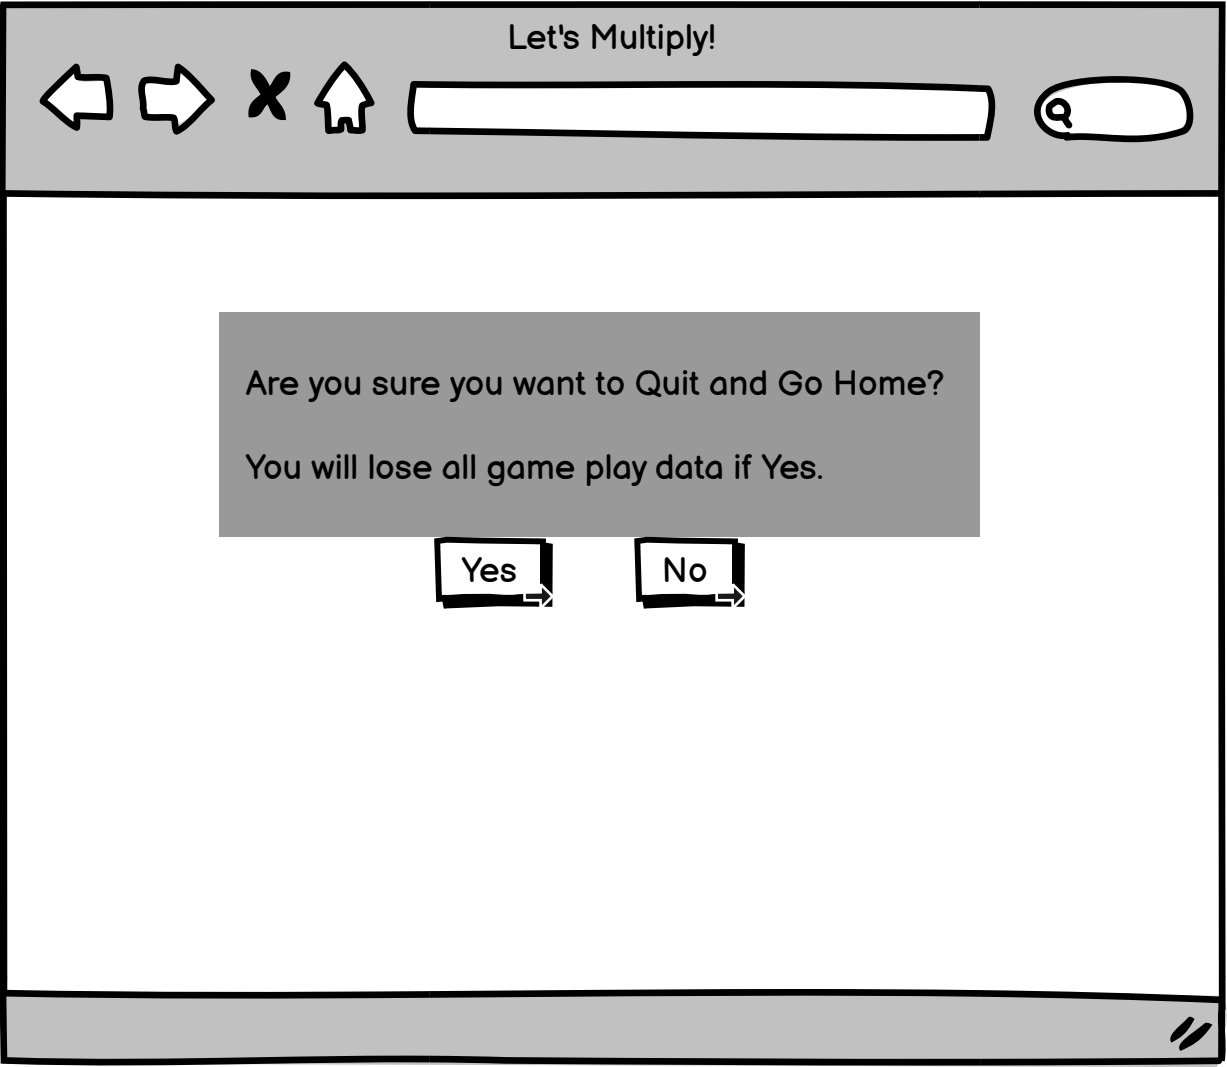 Let's Multiply!
Are you sure you want to Quit and Go Home?
You will lose all game play data if Yes.
Yes
No